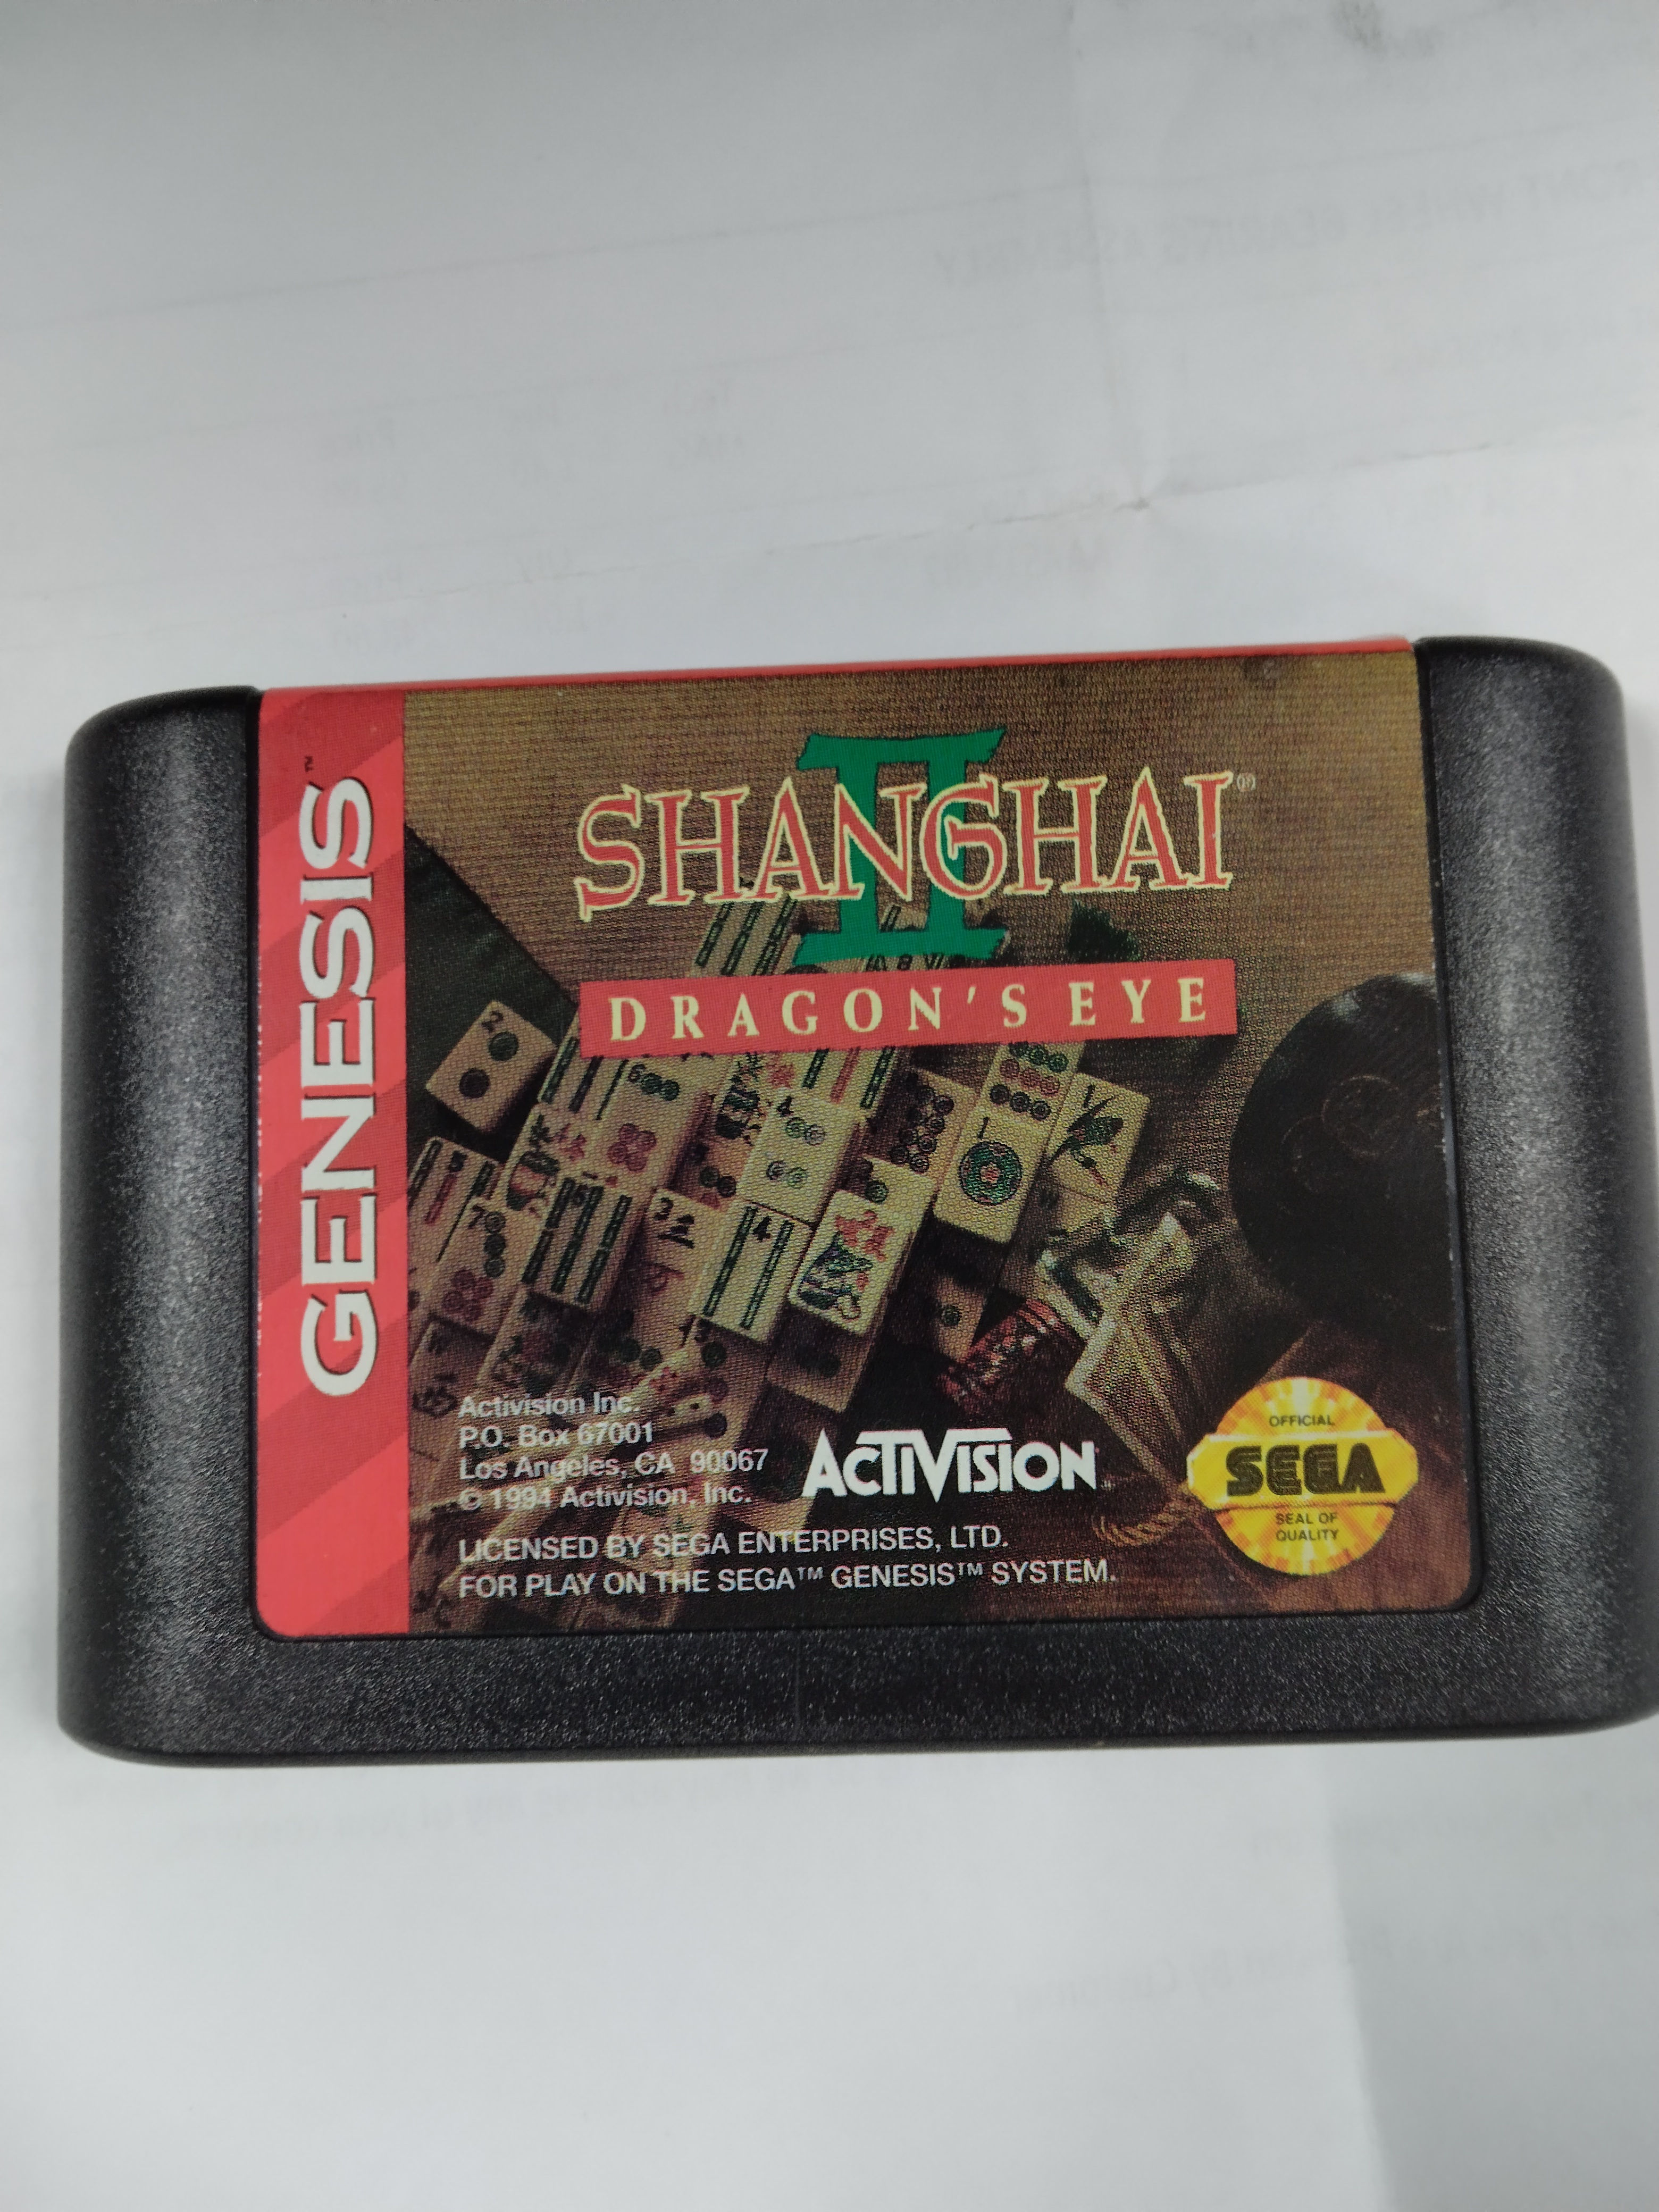 GENESIS™
II
SHANGHAI®
DRAGON'S EYE
Activision Inc.
P.O. Box 67001
Los Angeles, CA 90067
© 1994 Activision, Inc.
ACTIVISION
OFFICIAL
SEGA
SEAL OF
QUALITY
LICENSED BY SEGA ENTERPRISES, LTD.
FOR PLAY ON THE SEGA™ GENESIS™ SYSTEM.